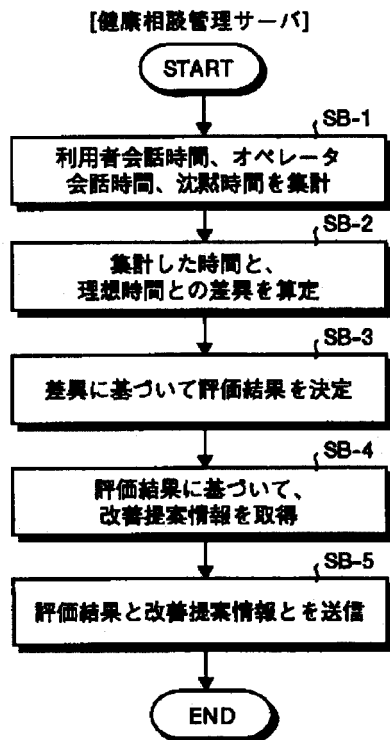 [健康相談管理サーバ]
START
SB-1
利用者会話時間、オペレータ
会話時間、沈黙時間を集計
SB-2
集計した時間と、
理想時間との差異を算定
SB-3
差異に基づいて評価結果を決定
SB-4
評価結果に基づいて、
改善提案情報を取得
SB-5
評価結果と改善提案情報とを送信
END